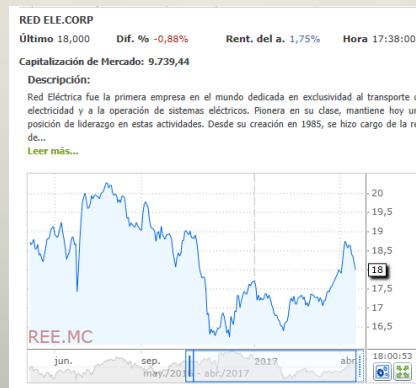 RED ELE.CORP
Último 18,000 Dif. % -0,88% Rent. del a. 1,75% Hora 17:38:00
Capitalización de Mercado: 9.739,44
Descripción:
Red Eléctrica fue la primera empresa en el mundo dedicada en exclusividad al transporte
electricidad y a la operación de sistemas eléctricos. Pionera en su clase, mantiene hoy
posición de liderazgo en estas actividades. Desde su creación en 1985, se hizo cargo de la
de...
Leer más...
20
19,5
19
18,5
18
17,5
17
16,5
REE.MC
jun. sep. 2017 abr.
may./2016 - abr./2017
18:00:53